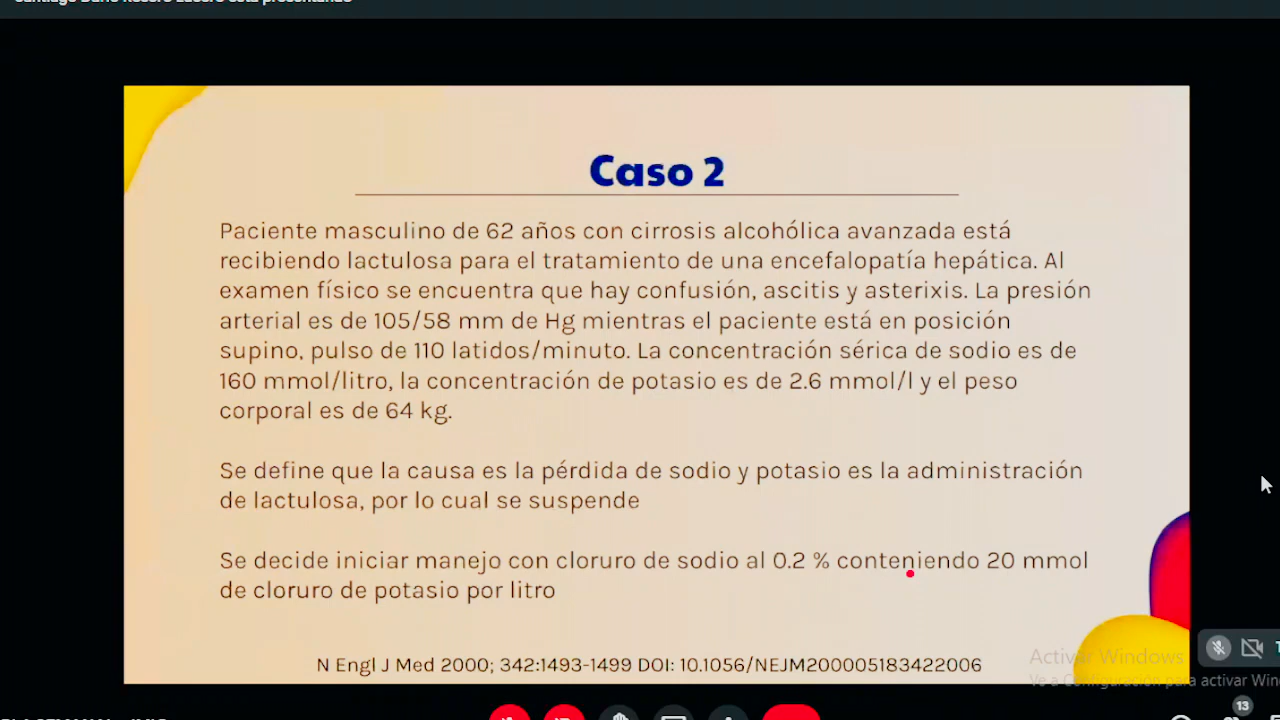 Caso 2
Paciente masculino de 62 años con cirrosis alcohólica avanzada está
recibiendo lactulosa para el tratamiento de una encefalopatía hepática. Al
examen físico se encuentra que hay confusión, ascitis y asterixis. La presión
arterial es de 105/58 mm de Hg mientras el paciente está en posición
supino, pulso de 110 latidos/minuto. La concentración sérica de sodio es de
160 mmol/litro, la concentración de potasio es de 2.6 mmol/l y el peso
corporal es de 64 kg.
Se define que la causa es la pérdida de sodio y potasio es la administración
de lactulosa, por lo cual se suspende
Se decide iniciar manejo con cloruro de sodio al 0.2 % conteniendo 20 mmol
de cloruro de potasio por litro
N Engl J Med 2000; 342:1493-1499 DOI: 10.1056/NEJM200005183422006
Activar Windows
Ve a Configuración para activar Win
13